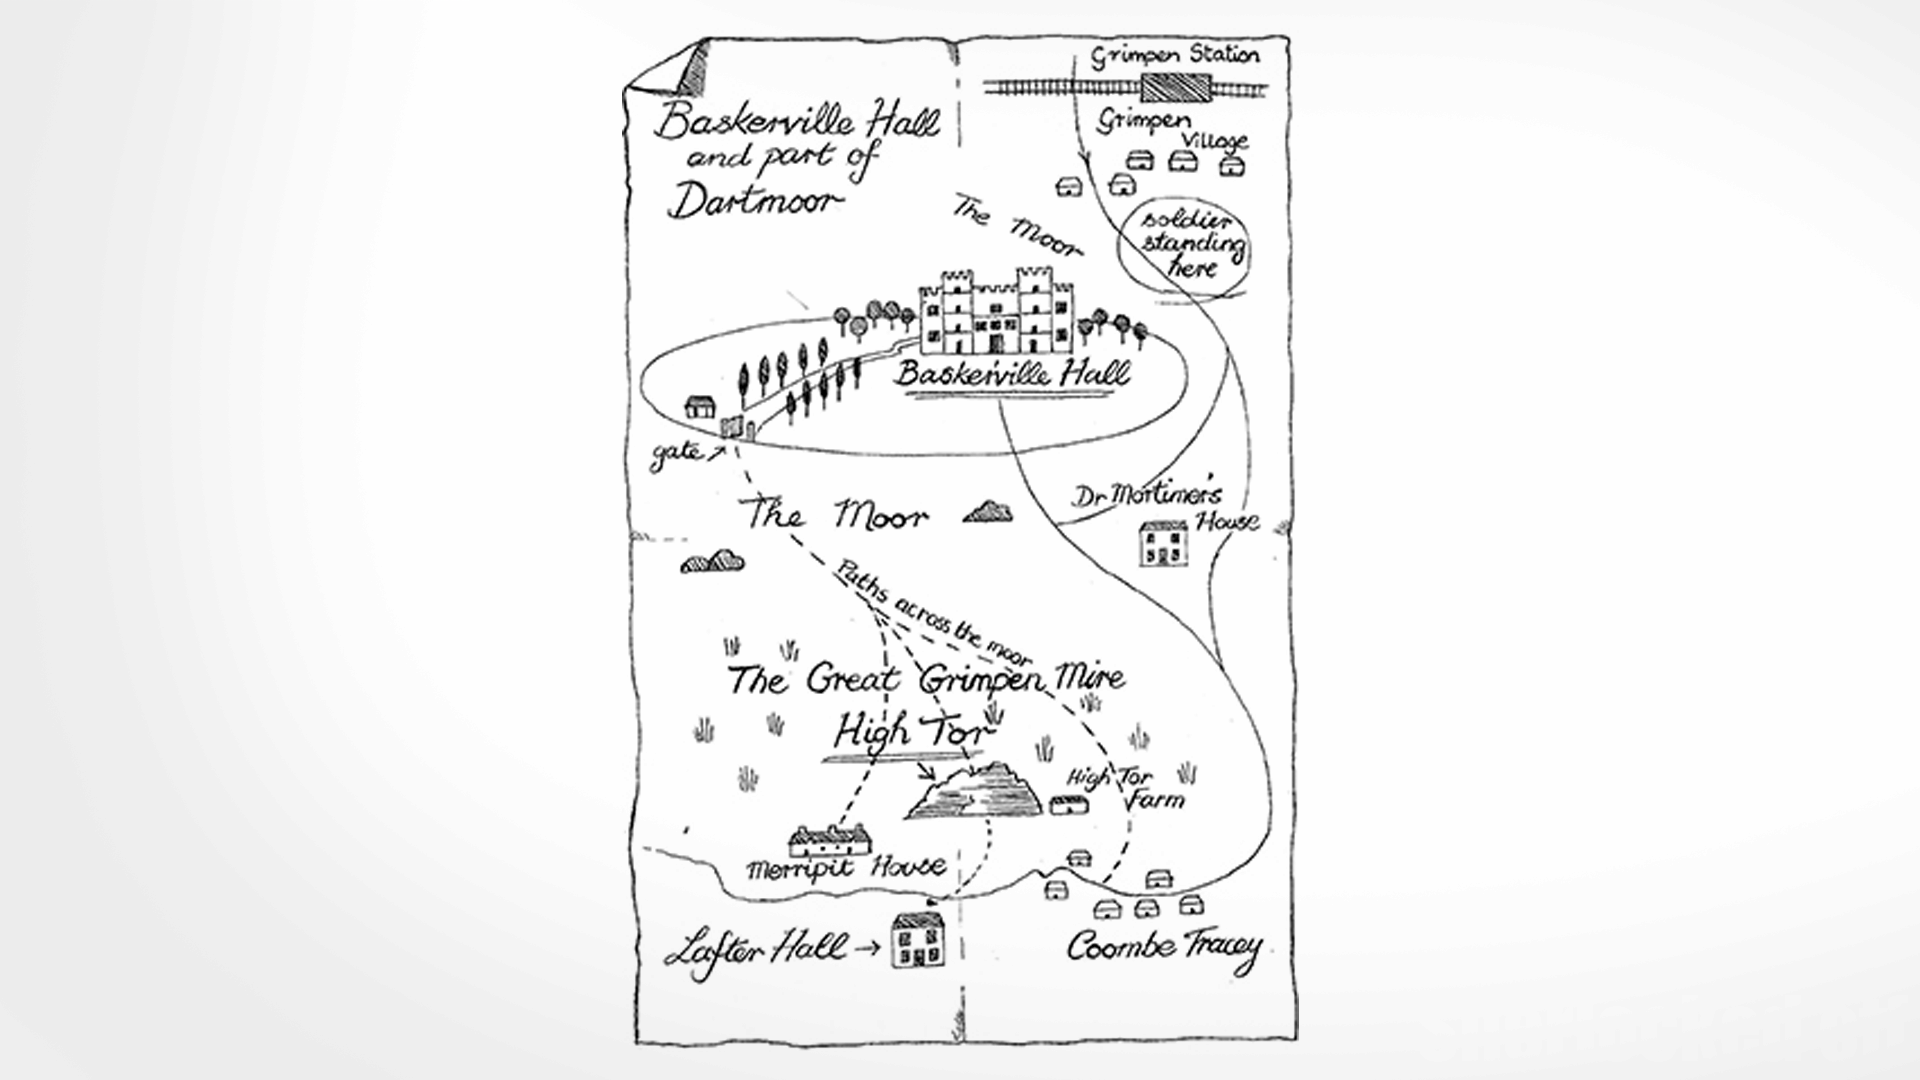 Grimpen Station
Baskerville Hall
and part of
Dartmoor
Grimpen
Village
The Moor
soldier
standing
here
Baskerville Hall
gate
Dr Mortimer's
House
The Moor
Paths across the moor
The Great Grimpen Mire
High Tor
High Tor
Farm
Merripit House
Lafter Hall
Coombe Tracey